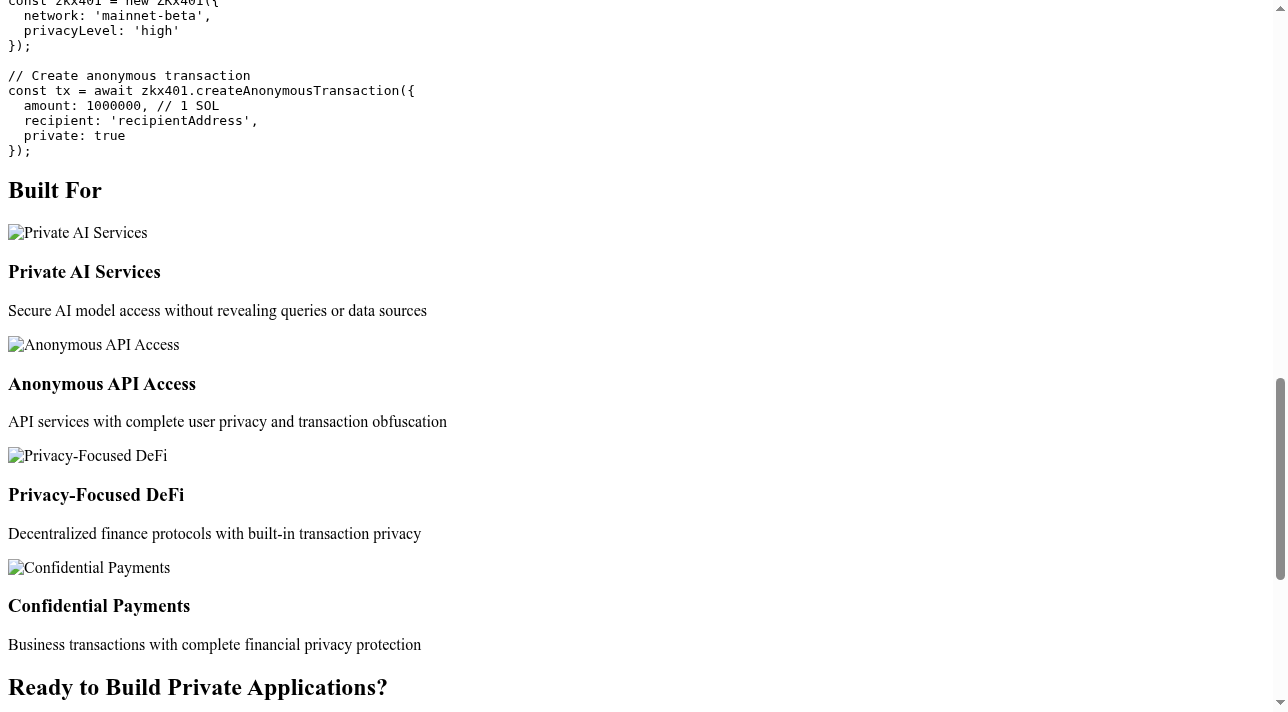 const zkx401 = new ZKx401({
  network: 'mainnet-beta',
  privacyLevel: 'high'
});

// Create anonymous transaction
const tx = await zkx401.createAnonymousTransaction({
  amount: 1000000, // 1 SOL
  recipient: 'recipientAddress',
  private: true
});
Built For
Private AI Services
Private AI Services
Secure AI model access without revealing queries or data sources
Anonymous API Access
Anonymous API Access
API services with complete user privacy and transaction obfuscation
Privacy-Focused DeFi
Privacy-Focused DeFi
Decentralized finance protocols with built-in transaction privacy
Confidential Payments
Confidential Payments
Business transactions with complete financial privacy protection
Ready to Build Private Applications?